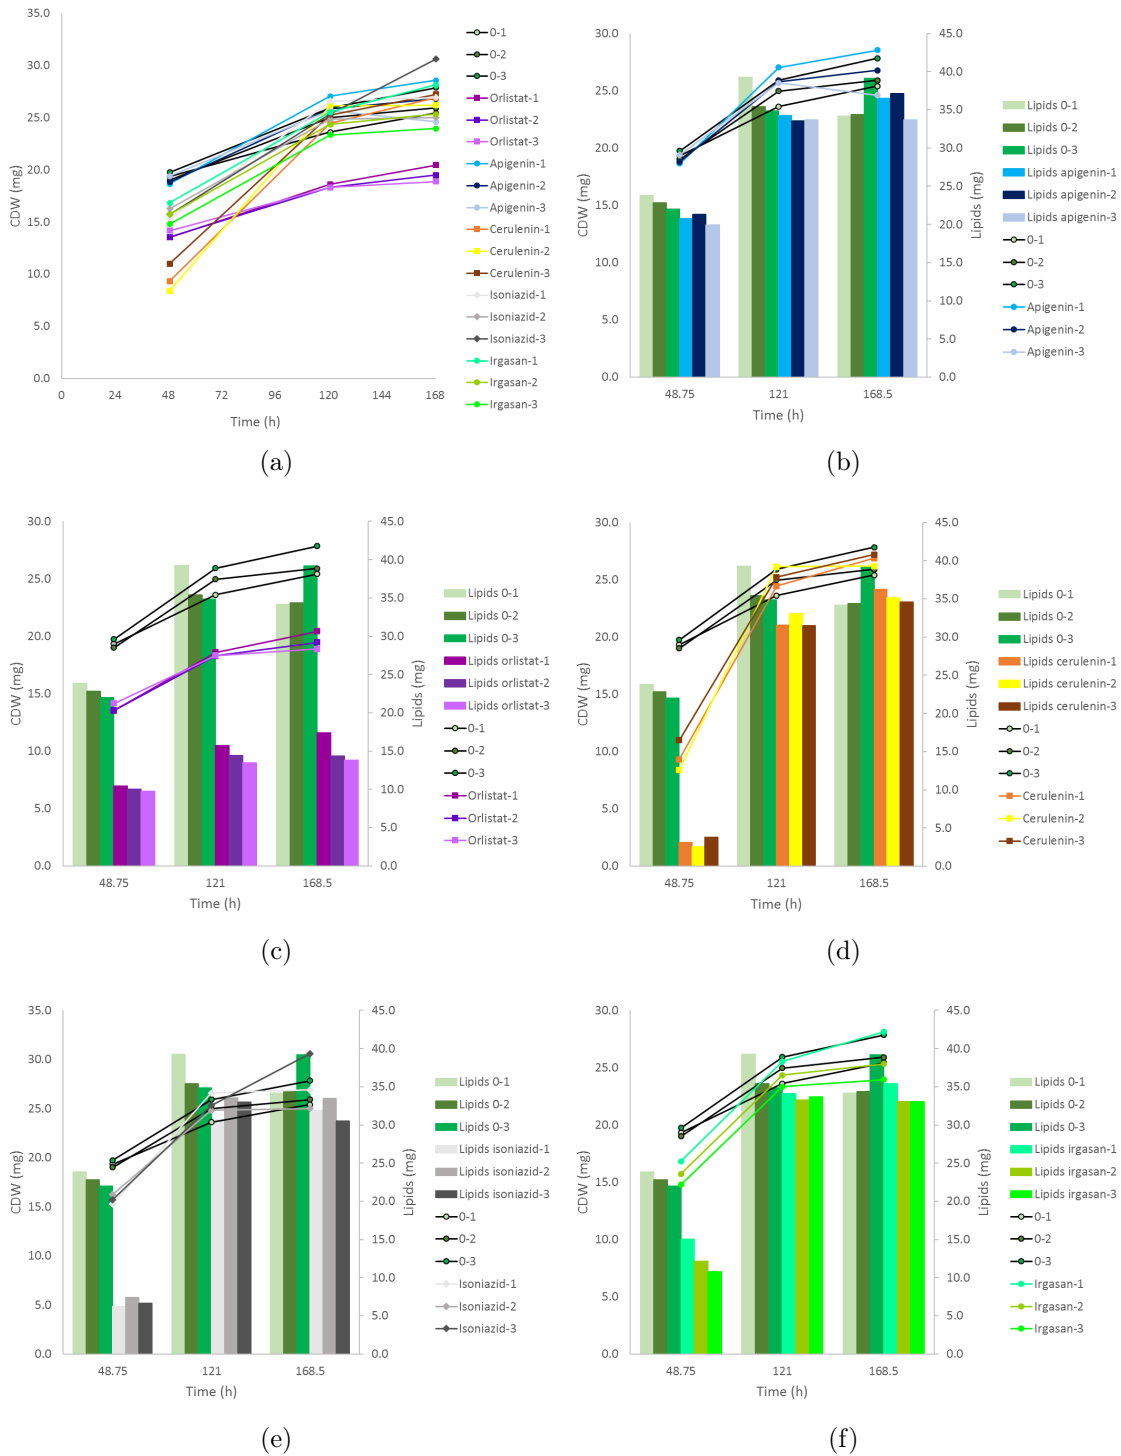 35.0
30.0
25.0
20.0
15.0
10.0
5.0
0.0
CDW (mg)
0 24 48 72 96 120 144 168
Time (h)
0-1
0-2
0-3
Orlistat-1
Orlistat-2
Orlistat-3
Apigenin-1
Apigenin-2
Apigenin-3
Cerulenin-1
Cerulenin-2
Cerulenin-3
Isoniazid-1
Isoniazid-2
Isoniazid-3
Irgasan-1
Irgasan-2
Irgasan-3
(a)
30.0
25.0
20.0
15.0
10.0
5.0
0.0
CDW (mg)
45.0
40.0
35.0
30.0
25.0
20.0
15.0
10.0
5.0
0.0
Lipids (mg)
48.75 121 168.5
Time (h)
Lipids 0-1
Lipids 0-2
Lipids 0-3
Lipids apigenin-1
Lipids apigenin-2
Lipids apigenin-3
0-1
0-2
0-3
Apigenin-1
Apigenin-2
Apigenin-3
(b)
30.0
25.0
20.0
15.0
10.0
5.0
0.0
CDW (mg)
45.0
40.0
35.0
30.0
25.0
20.0
15.0
10.0
5.0
0.0
Lipids (mg)
48.75 121 168.5
Time (h)
Lipids 0-1
Lipids 0-2
Lipids 0-3
Lipids orlistat-1
Lipids orlistat-2
Lipids orlistat-3
0-1
0-2
0-3
Orlistat-1
Orlistat-2
Orlistat-3
(c)
30.0
25.0
20.0
15.0
10.0
5.0
0.0
CDW (mg)
45.0
40.0
35.0
30.0
25.0
20.0
15.0
10.0
5.0
0.0
Lipids (mg)
48.75 121 168.5
Time (h)
Lipids 0-1
Lipids 0-2
Lipids 0-3
Lipids cerulenin-1
Lipids cerulenin-2
Lipids cerulenin-3
0-1
0-2
0-3
Cerulenin-1
Cerulenin-2
Cerulenin-3
(d)
35.0
30.0
25.0
20.0
15.0
10.0
5.0
0.0
CDW (mg)
45.0
40.0
35.0
30.0
25.0
20.0
15.0
10.0
5.0
0.0
Lipids (mg)
48.75 121 168.5
Time (h)
Lipids 0-1
Lipids 0-2
Lipids 0-3
Lipids isoniazid-1
Lipids isoniazid-2
Lipids isoniazid-3
0-1
0-2
0-3
Isoniazid-1
Isoniazid-2
Isoniazid-3
(e)
30.0
25.0
20.0
15.0
10.0
5.0
0.0
CDW (mg)
45.0
40.0
35.0
30.0
25.0
20.0
15.0
10.0
5.0
0.0
Lipids (mg)
48.75 121 168.5
Time (h)
Lipids 0-1
Lipids 0-2
Lipids 0-3
Lipids irgasan-1
Lipids irgasan-2
Lipids irgasan-3
0-1
0-2
0-3
Irgasan-1
Irgasan-2
Irgasan-3
(f)